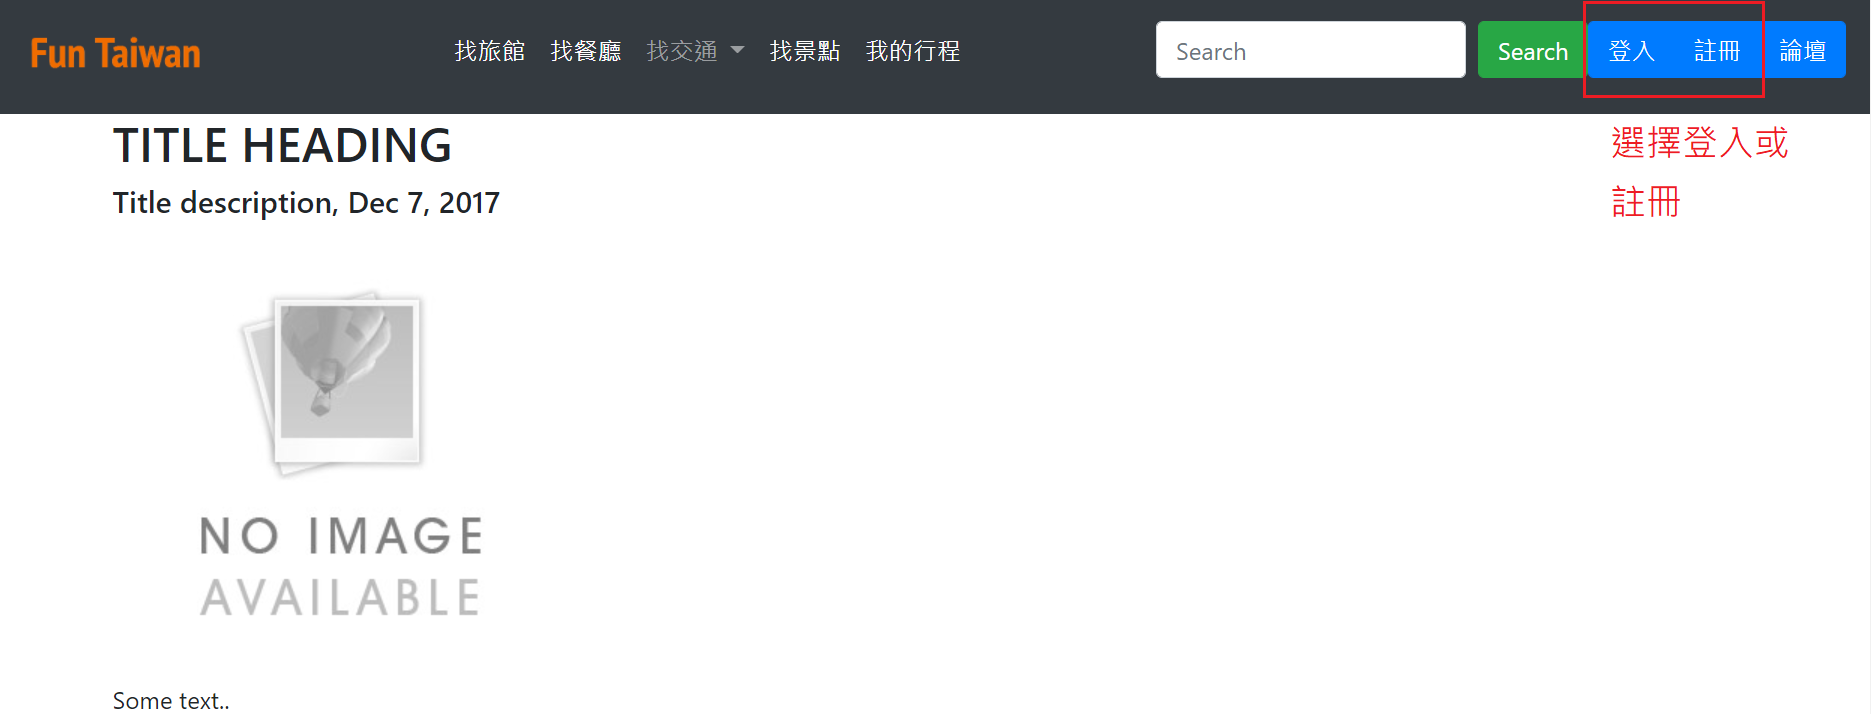 Fun Taiwan 找旅館 找餐廳 找交通 找景點 我的行程 Search Search 登入 註冊 論壇
TITLE HEADING
選擇登入或
註冊
Title description, Dec 7, 2017
NO IMAGE
AVAILABLE
Some text..